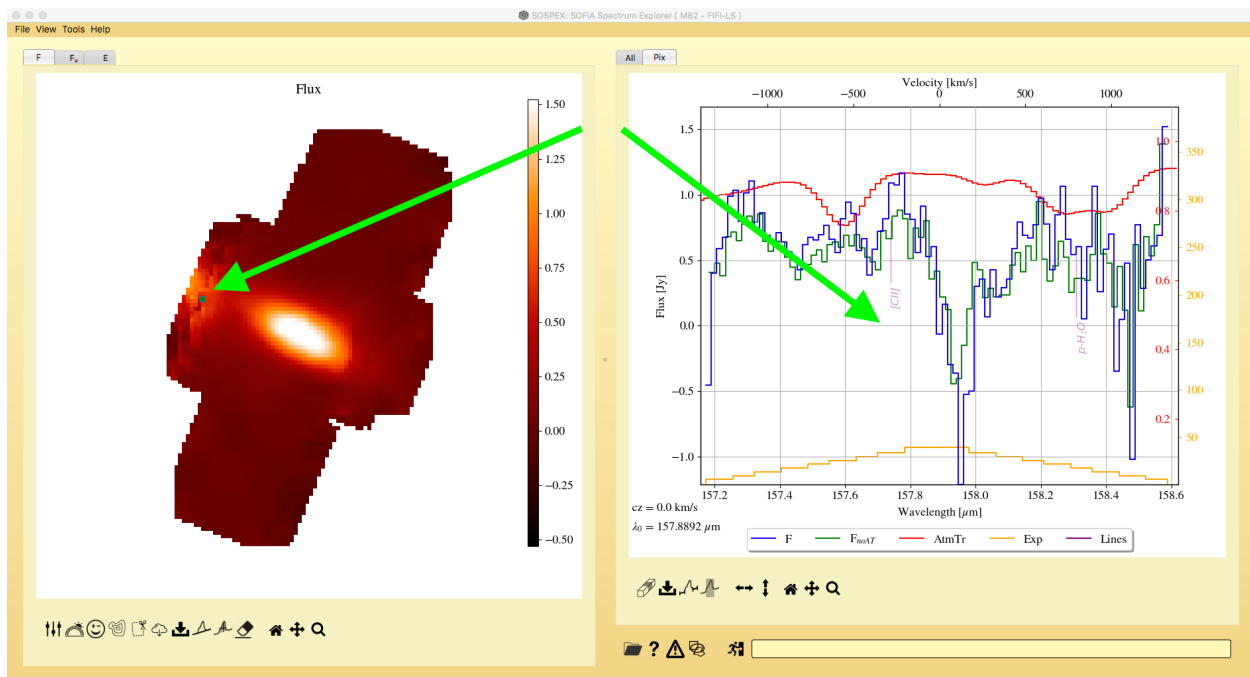 SOSPEX: SOFIA Spectrum Explorer [ M82 - FIFI-LS ]
File View Tools Help
F Fᵤ E
All Pix
Flux
1.50
1.25
1.00
0.75
0.50
0.25
0.00
−0.25
−0.50
Velocity [km/s]
−1000 −500 0 500 1000
Flux [Jy]
1.5
1.0
0.5
0.0
−0.5
−1.0
1.0
0.8
0.6
0.4
0.2
350
300
250
200
150
100
50
[CII]
p-H₂O
157.2 157.4 157.6 157.8 158.0 158.2 158.4 158.6
Wavelength [μm]
cz = 0.0 km/s
λ₀ = 157.8892 μm
F FnoAT AtmTr Exp Lines